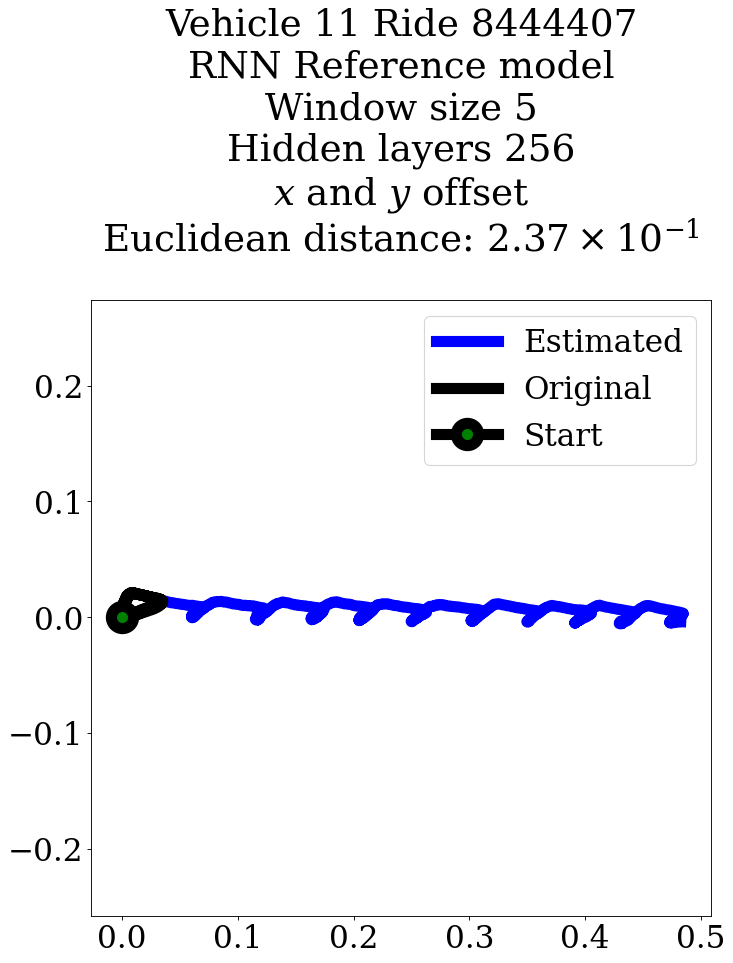 Vehicle 11 Ride 8444407
RNN Reference model
Window size 5
Hidden layers 256
x and y offset
Euclidean distance: 2.37 × 10⁻¹
Estimated
Original
Start
0.2
0.1
0.0
−0.1
−0.2
0.0 0.1 0.2 0.3 0.4 0.5